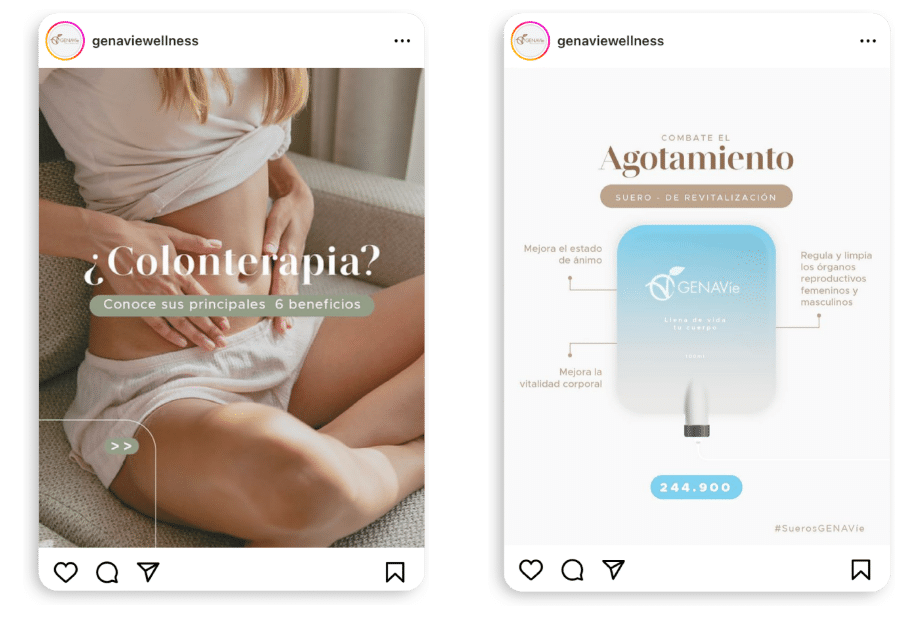 genaviewellness
¿Colonterapia?
Conoce sus principales 6 beneficios
>>
genaviewellness
COMBATE EL
Agotamiento
SUERO - DE REVITALIZACIÓN
Mejora el estado
de ánimo
Regula y limpia
los órganos
reproductivos
femeninos y
masculinos
GENAVie
Llena de vida
tu cuerpo
Mejora la
vitalidad corporal
244.900
#SuerosGENAVie